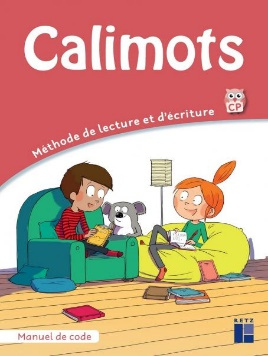 Calimots
Méthode de lecture et d'écriture
CP
Manuel de code
RETZ